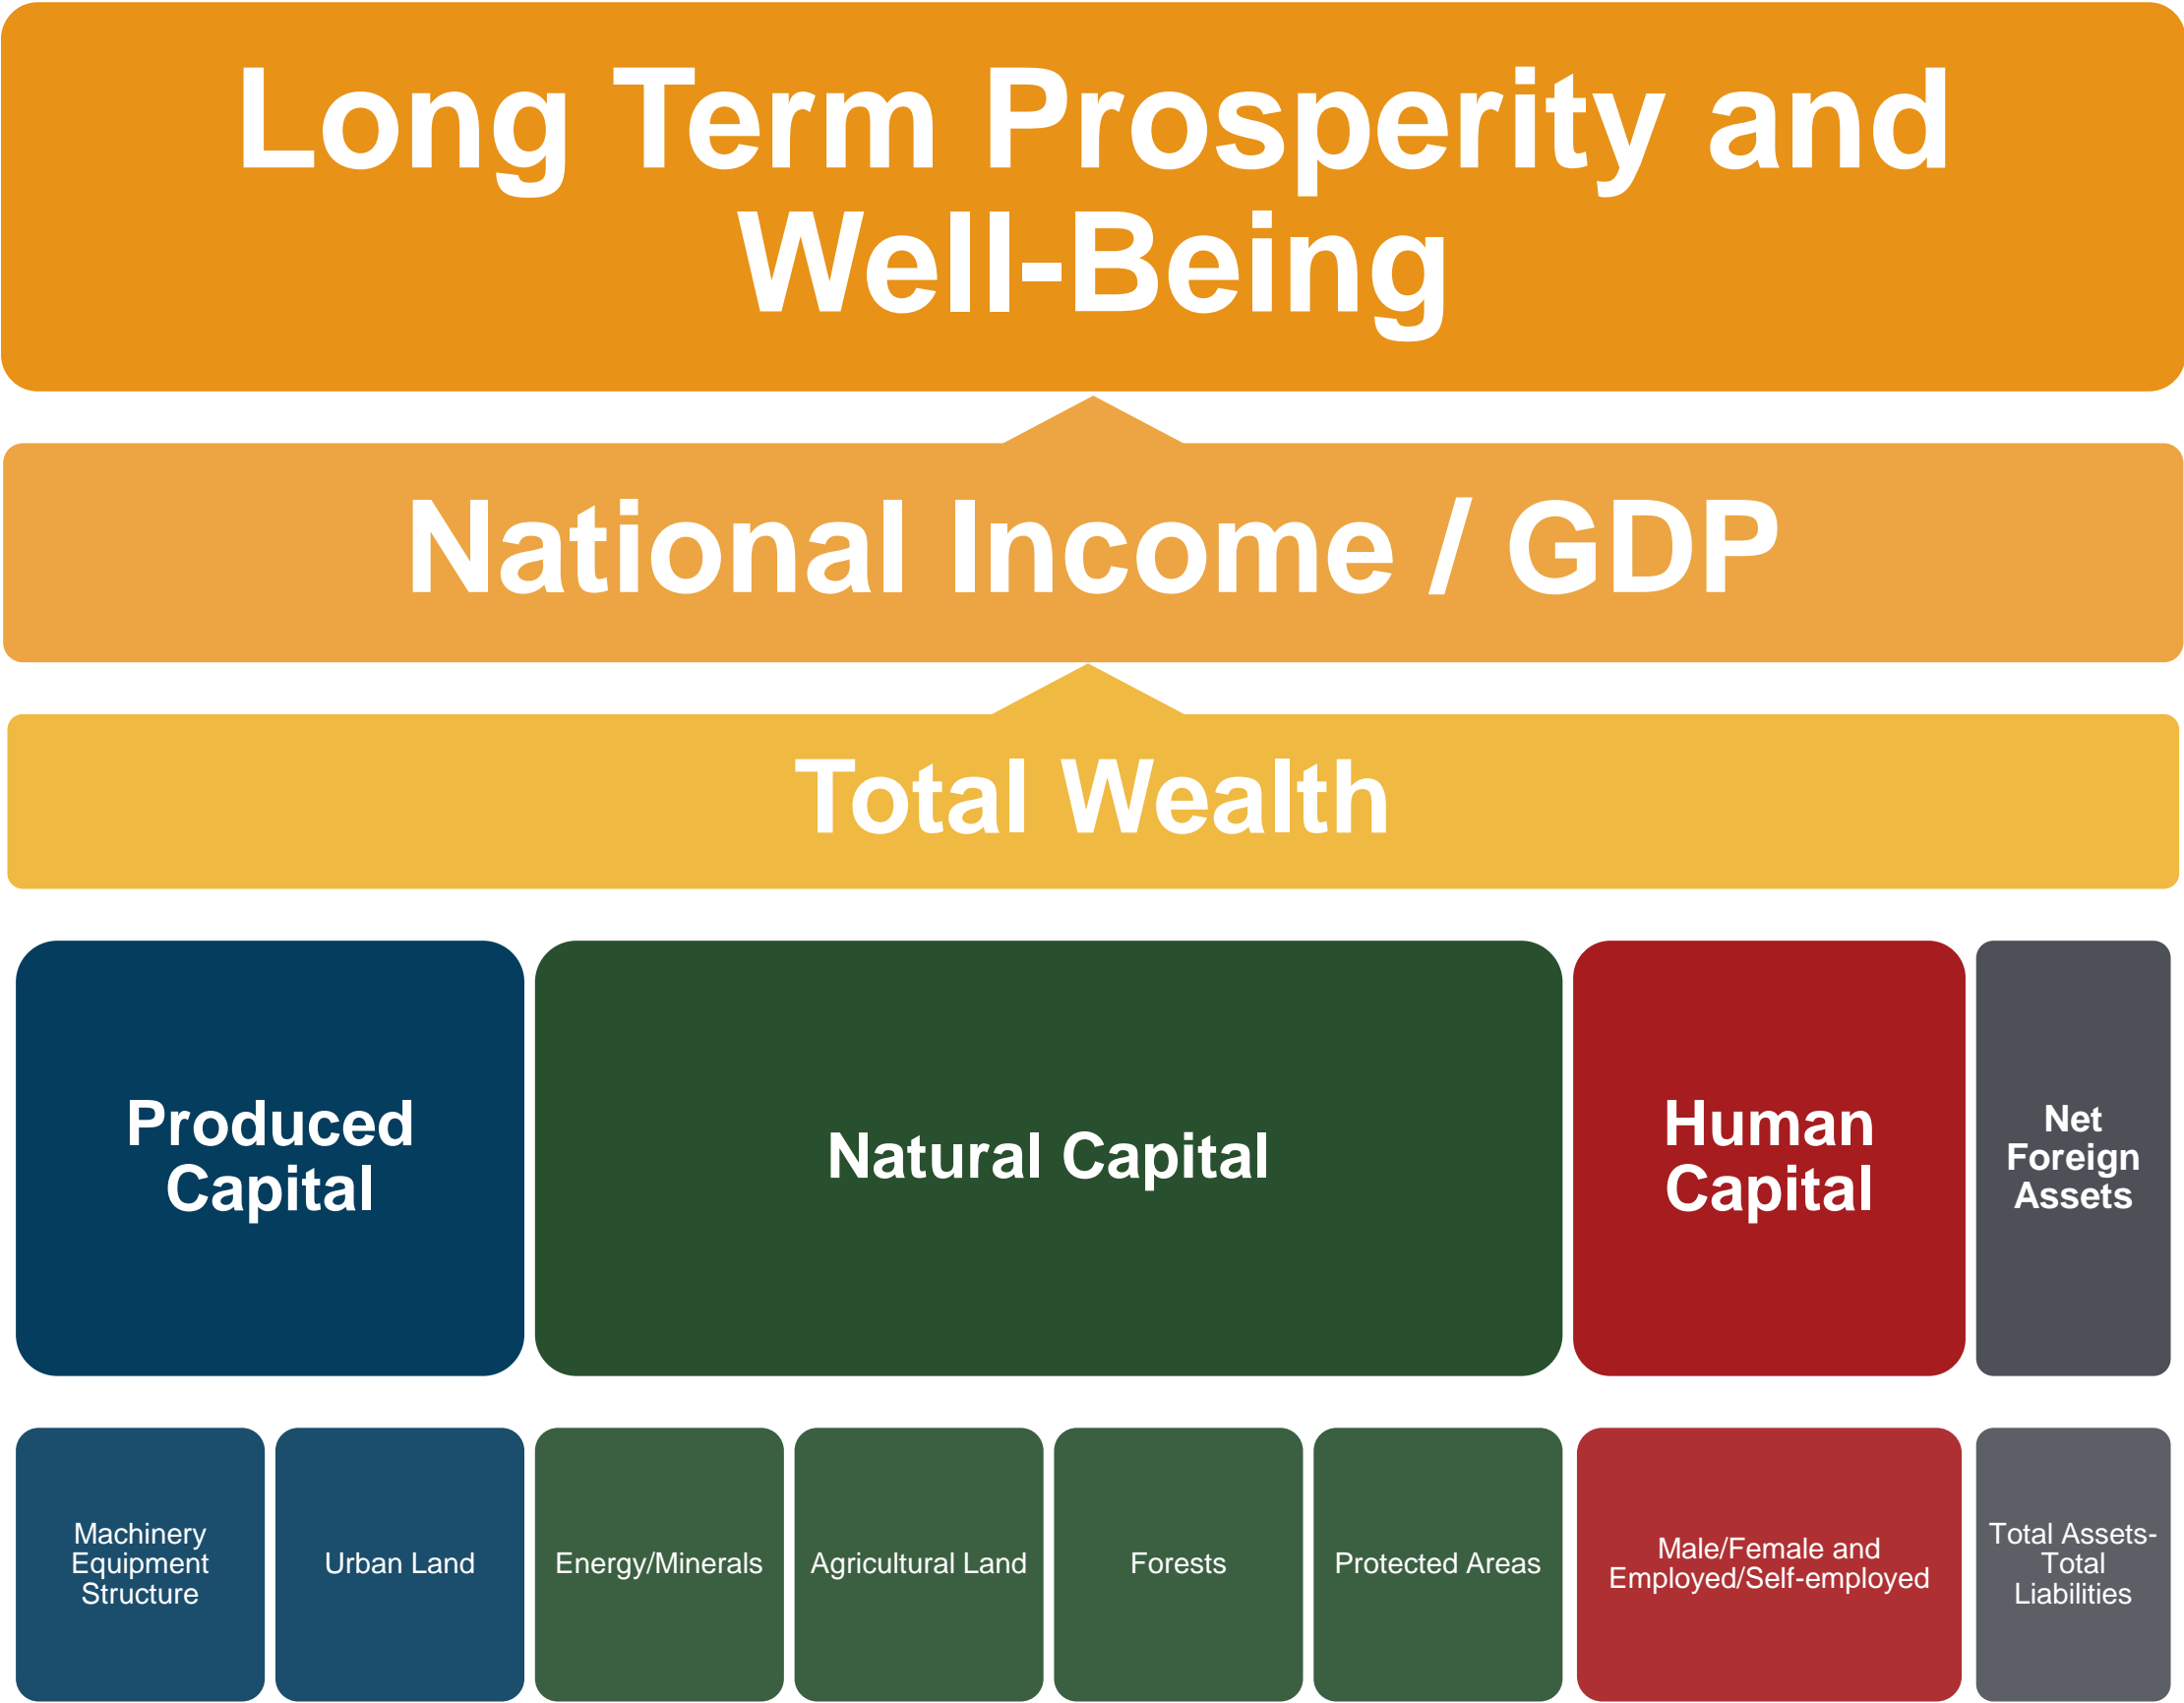 Long Term Prosperity and
Well-Being
National Income / GDP
Total Wealth
Produced
Capital
Natural Capital
Human
Capital
Net
Foreign
Assets
Machinery
Equipment
Structure
Urban Land
Energy/Minerals
Agricultural Land
Forests
Protected Areas
Male/Female and
Employed/Self-employed
Total Assets-
Total
Liabilities